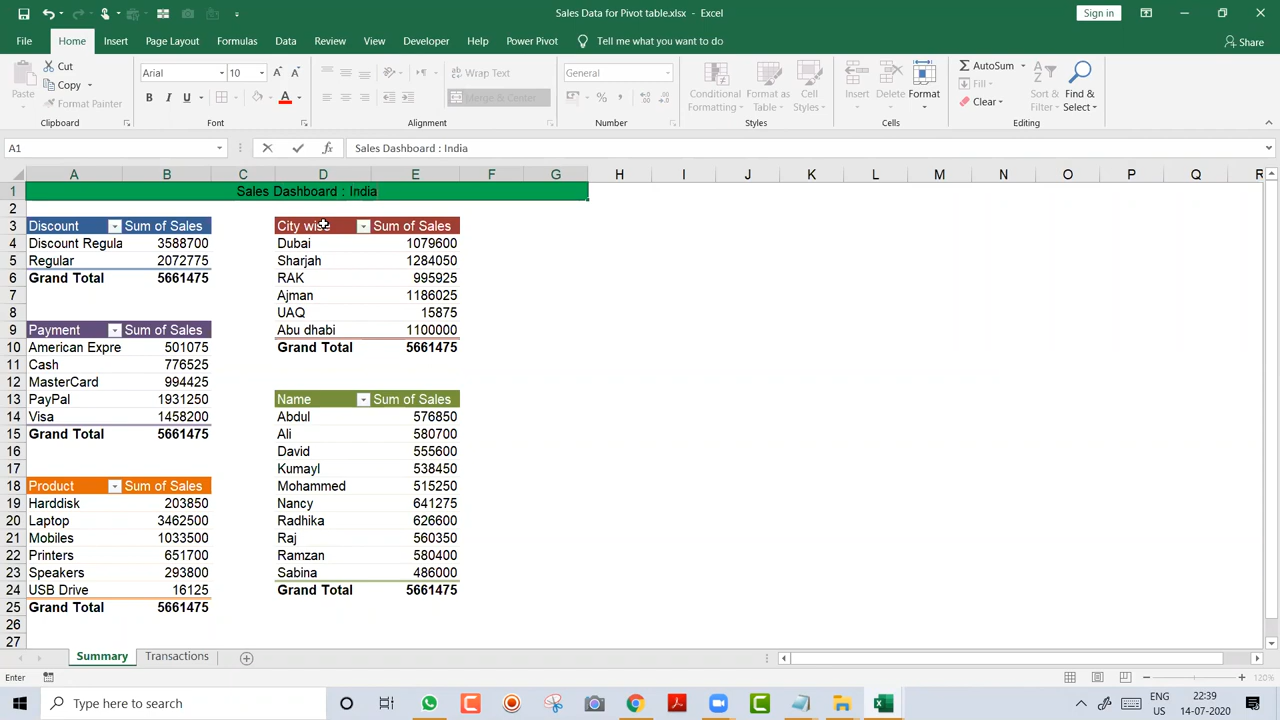 Sales Data for Pivot table.xlsx - Excel
Sign in
File Home Insert Page Layout Formulas Data Review View Developer Help Power Pivot Tell me what you want to do Share
Paste
Cut
Copy
Format Painter
Clipboard
Arial 10
B I U A
Font
Wrap Text
Merge & Center
Alignment
General
%
Number
Conditional Formatting
Format as Table
Cell Styles
Styles
Insert Delete Format
Cells
AutoSum
Fill
Clear
Sort & Filter
Find & Select
Editing
A1 fx Sales Dashboard : India
A B C D E F G H I J K L M N O P Q R
1 Sales Dashboard : India
2
3 Discount Sum of Sales City wise Sum of Sales
4 Discount Regula 3588700 Dubai 1079600
5 Regular 2072775 Sharjah 1284050
6 Grand Total 5661475 RAK 995925
7 Ajman 1186025
8 UAQ 15875
9 Payment Sum of Sales Abu dhabi 1100000
10 American Expre 501075 Grand Total 5661475
11 Cash 776525
12 MasterCard 994425
13 PayPal 1931250 Name Sum of Sales
14 Visa 1458200 Abdul 576850
15 Grand Total 5661475 Ali 580700
16 David 555600
17 Kumayl 538450
18 Product Sum of Sales Mohammed 515250
19 Harddisk 203850 Nancy 641275
20 Laptop 3462500 Radhika 626600
21 Mobiles 1033500 Raj 560350
22 Printers 651700 Ramzan 580400
23 Speakers 293800 Sabina 486000
24 USB Drive 16125 Grand Total 5661475
25 Grand Total 5661475
26
27
Summary Transactions
Enter 120%
Type here to search
ENG
US
22:39
14-07-2020